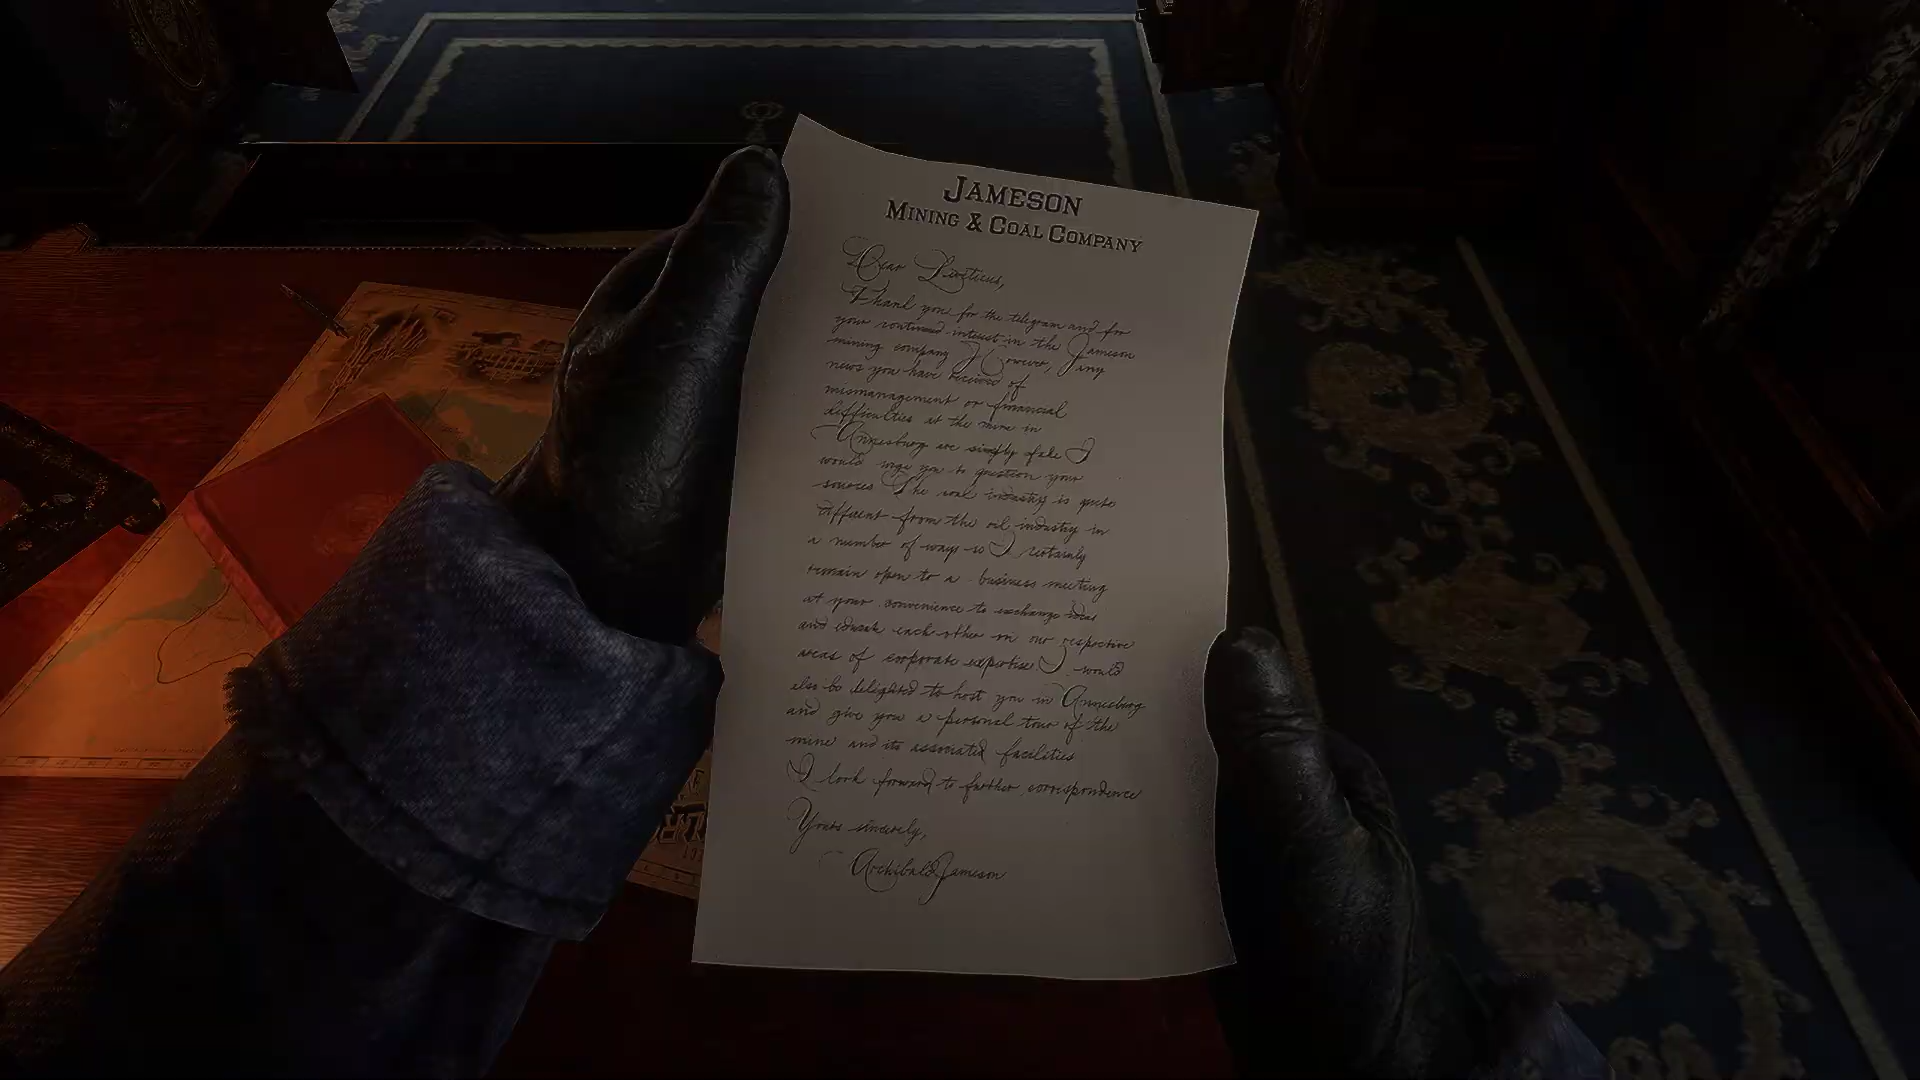 JAMESON
MINING & COAL COMPANY
Dear Leviticus,
Thank you for the telegram and for
your continued interest in the Jameson
mining company However, any
news you have received of
mismanagement or financial
difficulties at the mine in
Annesburg are simply false I
would urge you to question your
sources The coal industry is quite
different from the oil industry in
a number of ways so I certainly
remain open to a business meeting
at your convenience to exchange ideas
and educate each other on our respective
areas of corporate expertise I would
also be delighted to host you in Annesburg
and give you a personal tour of the
mine and its associated facilities
I look forward to further correspondence
Yours sincerely,
Archibald Jameson